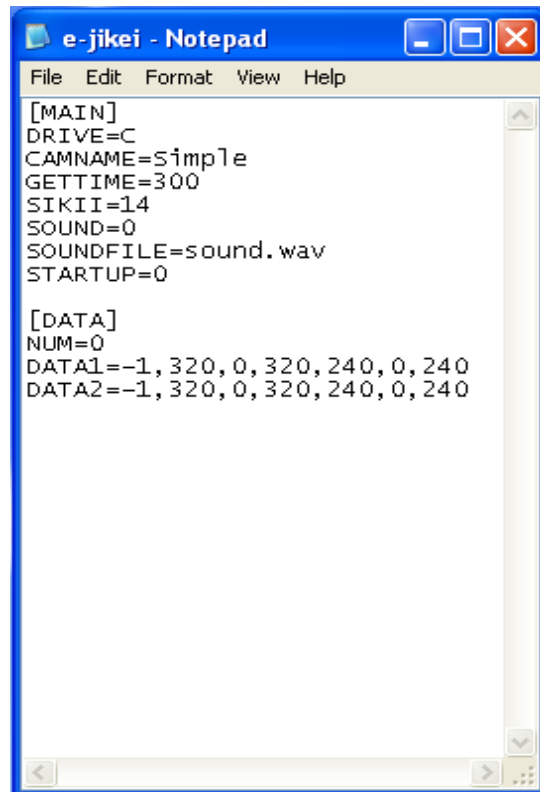 e-jikei - Notepad
File Edit Format View Help
[MAIN]
DRIVE=C
CAMNAME=Simple
GETTIME=300
SIKII=14
SOUND=0
SOUNDFILE=sound.wav
STARTUP=0
[DATA]
NUM=0
DATA1=-1,320,0,320,240,0,240
DATA2=-1,320,0,320,240,0,240